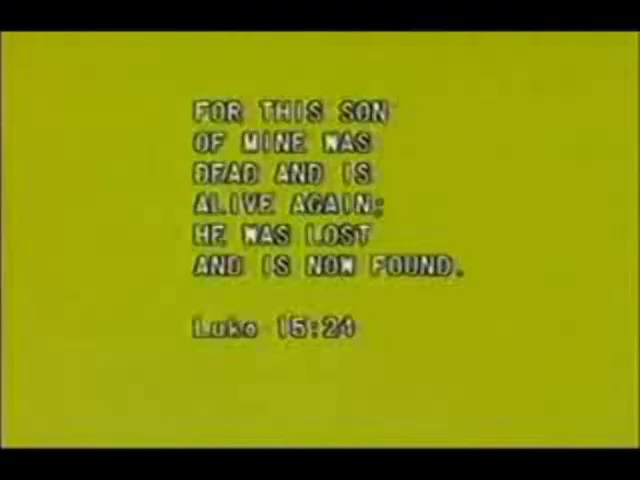 FOR THIS SON
OF MINE WAS
DEAD AND IS
ALIVE AGAIN;
HE WAS LOST
AND IS NOW FOUND.
Luke 15:24